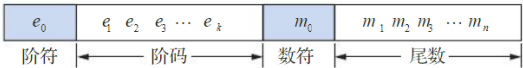 e₀ e₁ e₂ e₃ ⋯ eₖ m₀ m₁ m₂ m₃ ⋯ mₙ
阶符 阶码 数符 尾数